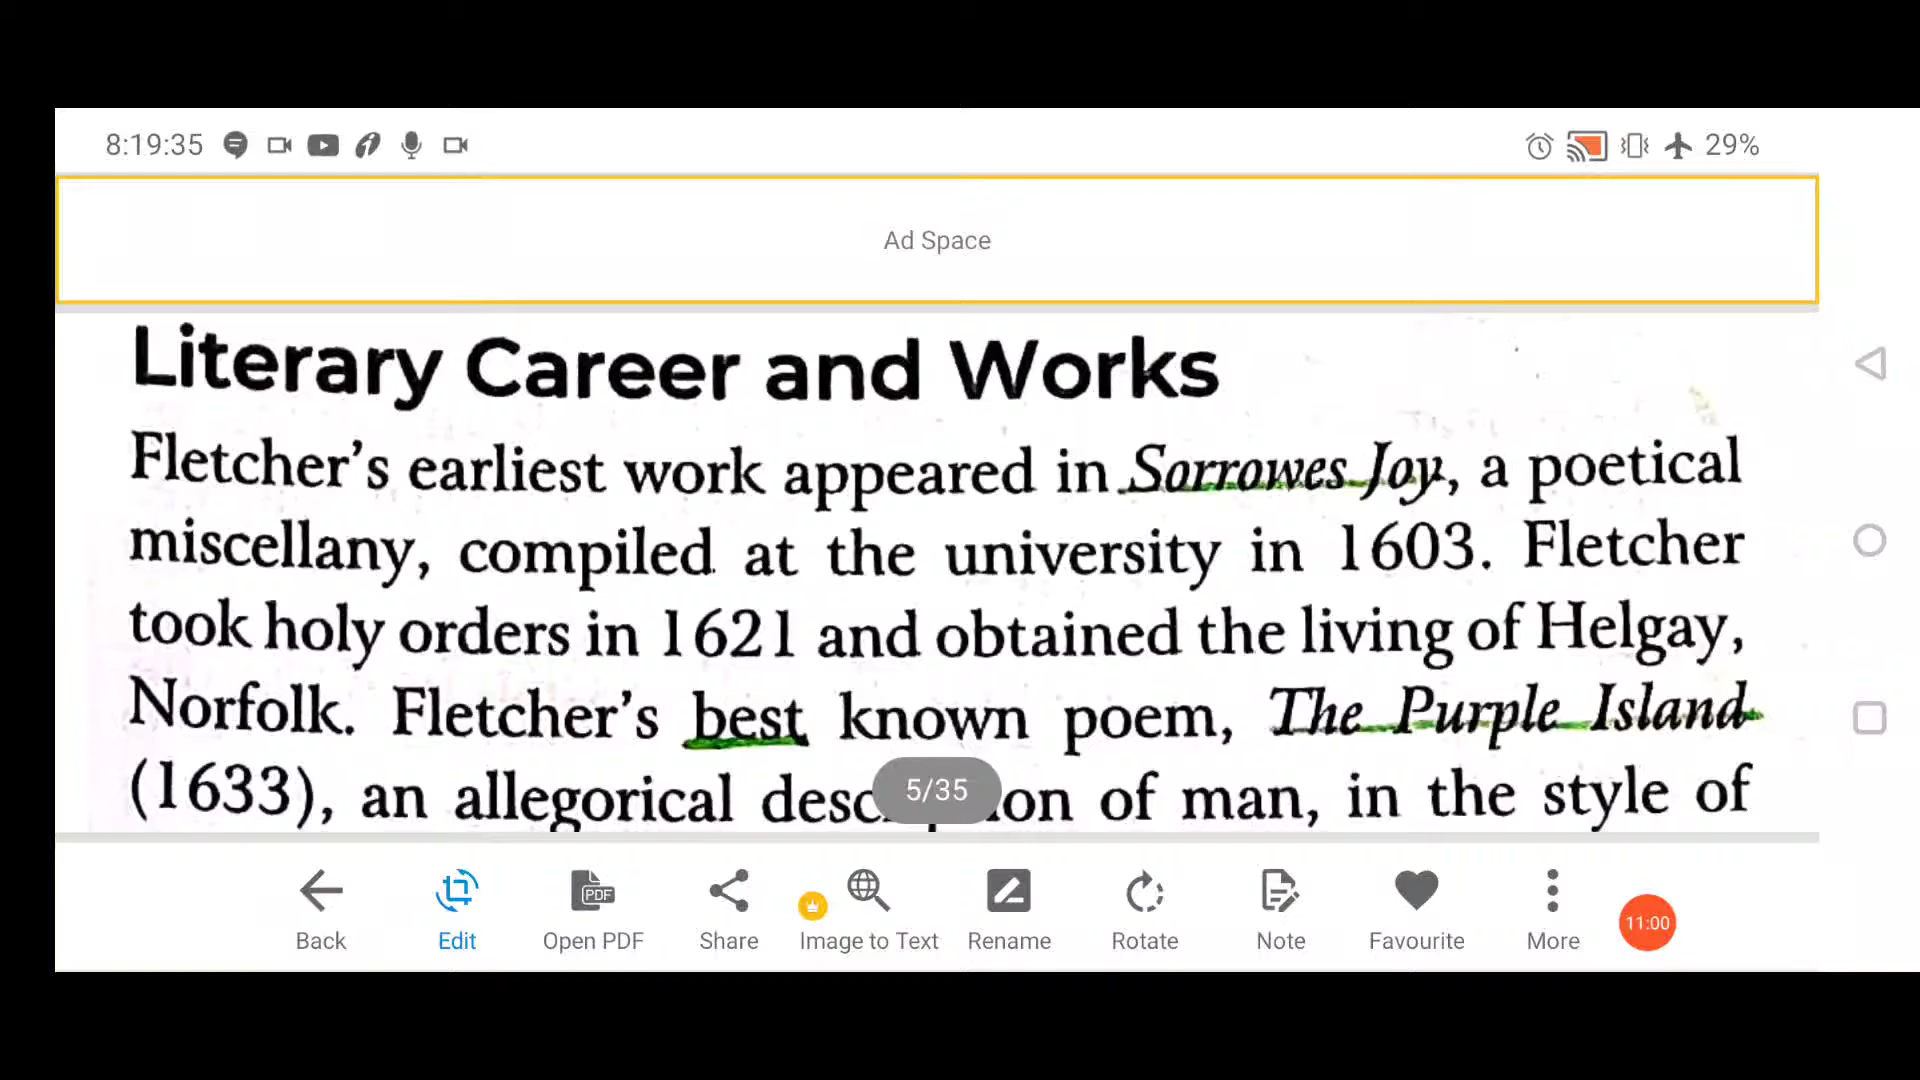 8:19:35 29%
Ad Space
Literary Career and Works
Fletcher's earliest work appeared in Sorrowes Joy, a poetical
miscellany, compiled at the university in 1603. Fletcher
took holy orders in 1621 and obtained the living of Helgay,
Norfolk. Fletcher's best known poem, The Purple Island
(1633), an allegorical of man, in the style of
5/35
PDF
Back Edit Open PDF Share Image to Text Rename Rotate Note Favourite More
11:00